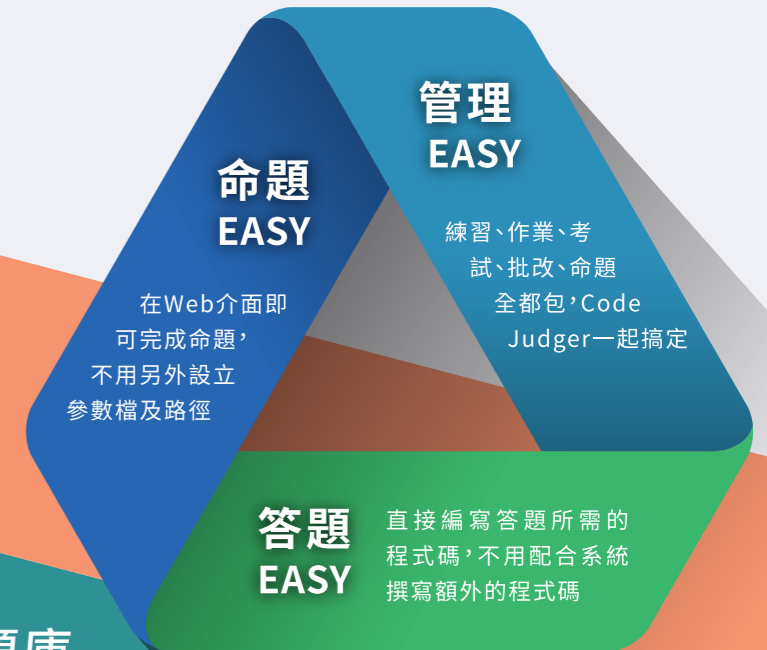 命題
EASY
在Web介面即
可完成命題，
不用另外設立
參數檔及路徑
管理
EASY
練習、作業、考
試、批改、命題
全都包，Code
Judger一起搞定
答題
EASY
直接編寫答題所需的
程式碼，不用配合系統
撰寫額外的程式碼
題庫